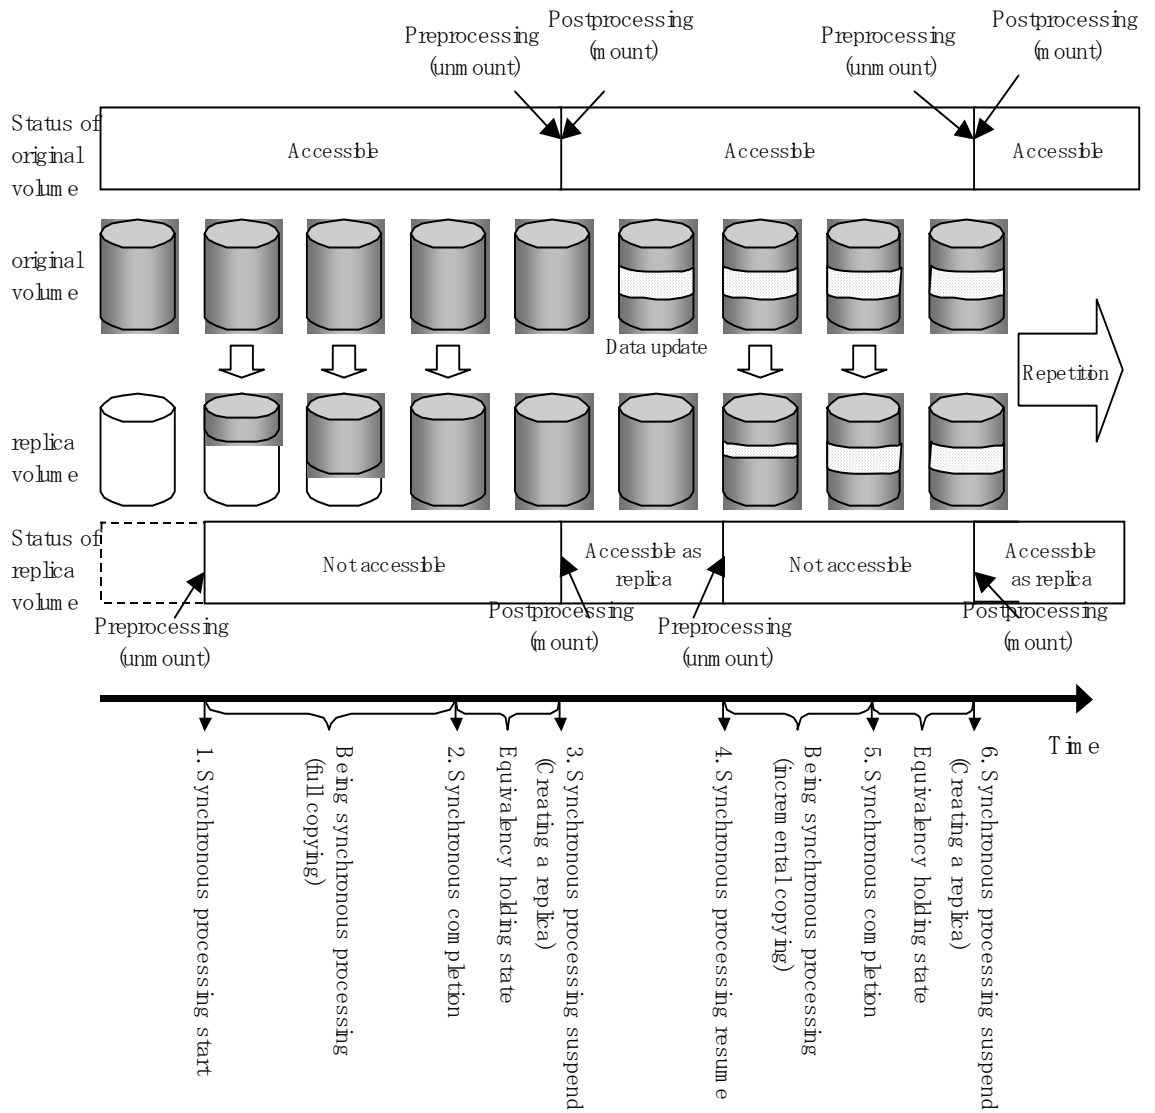 Preprocessing
(unmount)
Postprocessing
(mount)
Preprocessing
(unmount)
Postprocessing
(mount)
Status of
original
volume
Accessible
Accessible
Accessible
original
volume
Data update
Repetition
replica
volume
Status of
replica
volume
Not accessible
Accessible as
replica
Not accessible
Accessible
as replica
Preprocessing
(unmount)
Postprocessing
(mount)
Preprocessing
(unmount)
Postprocessing
(mount)
Time
1. Synchronous processing start
Being synchronous processing
(full copying)
2. Synchronous completion
Equivalency holding state
3. Synchronous processing suspend
(Creating a replica)
4. Synchronous processing resume
Being synchronous processing
(incremental copying)
5. Synchronous completion
Equivalency holding state
6. Synchronous processing suspend
(Creating a replica)